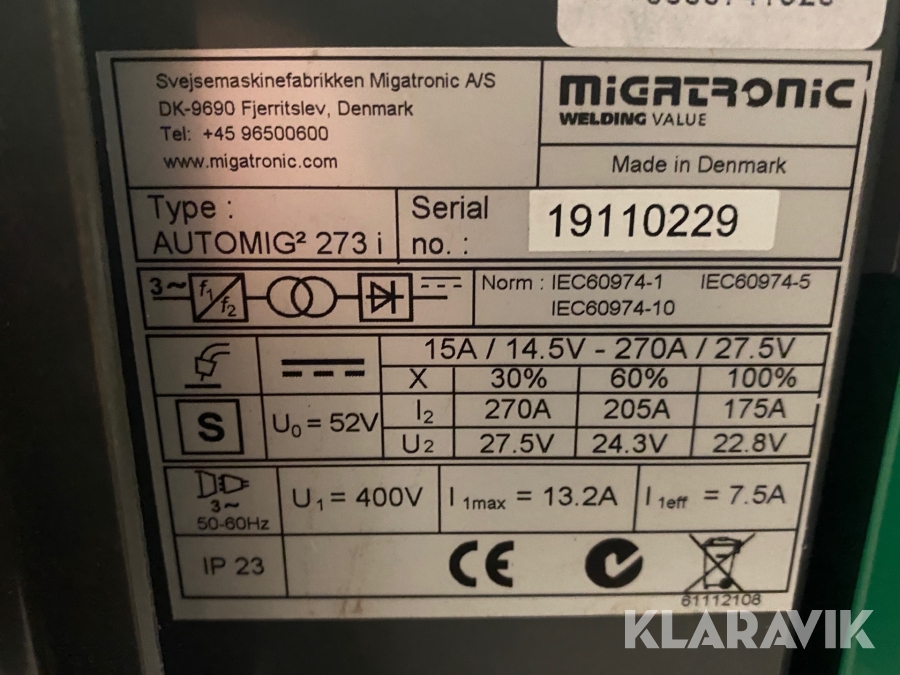 Svejsemaskinefabrikken Migatronic A/S
DK-9690 Fjerritslev, Denmark
Tel: +45 96500600
www.migatronic.com
MIGATRONIC
WELDING VALUE
Made in Denmark
Type :
AUTOMIG² 273 i
Serial
no. :
19110229
3~ f1 f2
Norm : IEC60974-1 IEC60974-5
IEC60974-10
15A / 14.5V - 270A / 27.5V
X 30% 60% 100%
S
U0 = 52V
I2 270A 205A 175A
U2 27.5V 24.3V 22.8V
3~
50-60Hz
U1 = 400V
I 1max = 13.2A
I 1eff = 7.5A
IP 23
CE
61112108
KLARAVIK